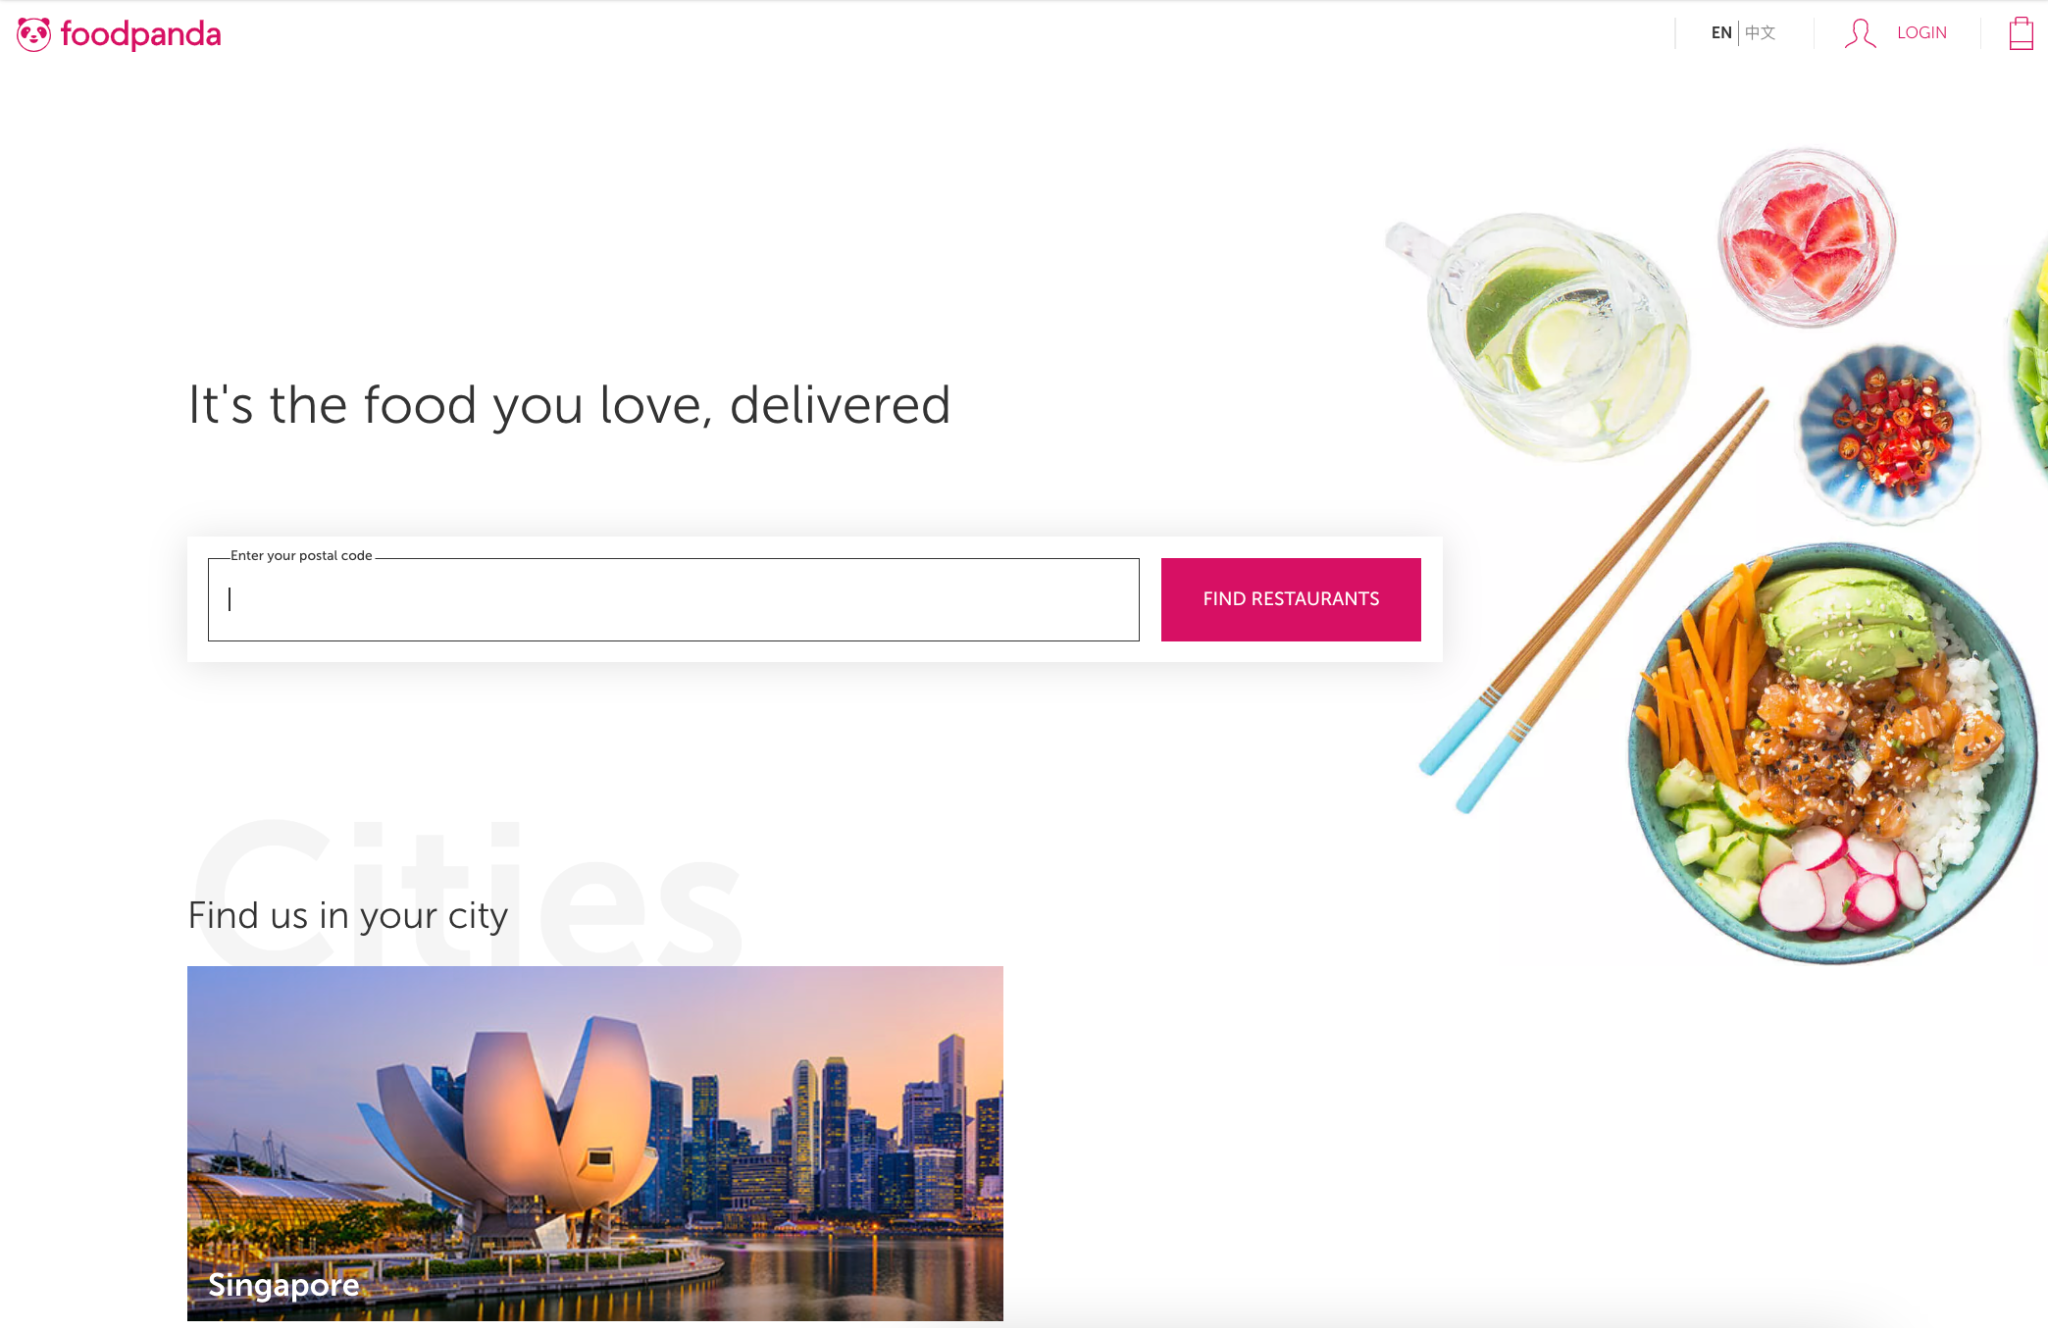 foodpanda
EN 中文
LOGIN
It's the food you love, delivered
Enter your postal code
FIND RESTAURANTS
Cities
Find us in your city
Singapore